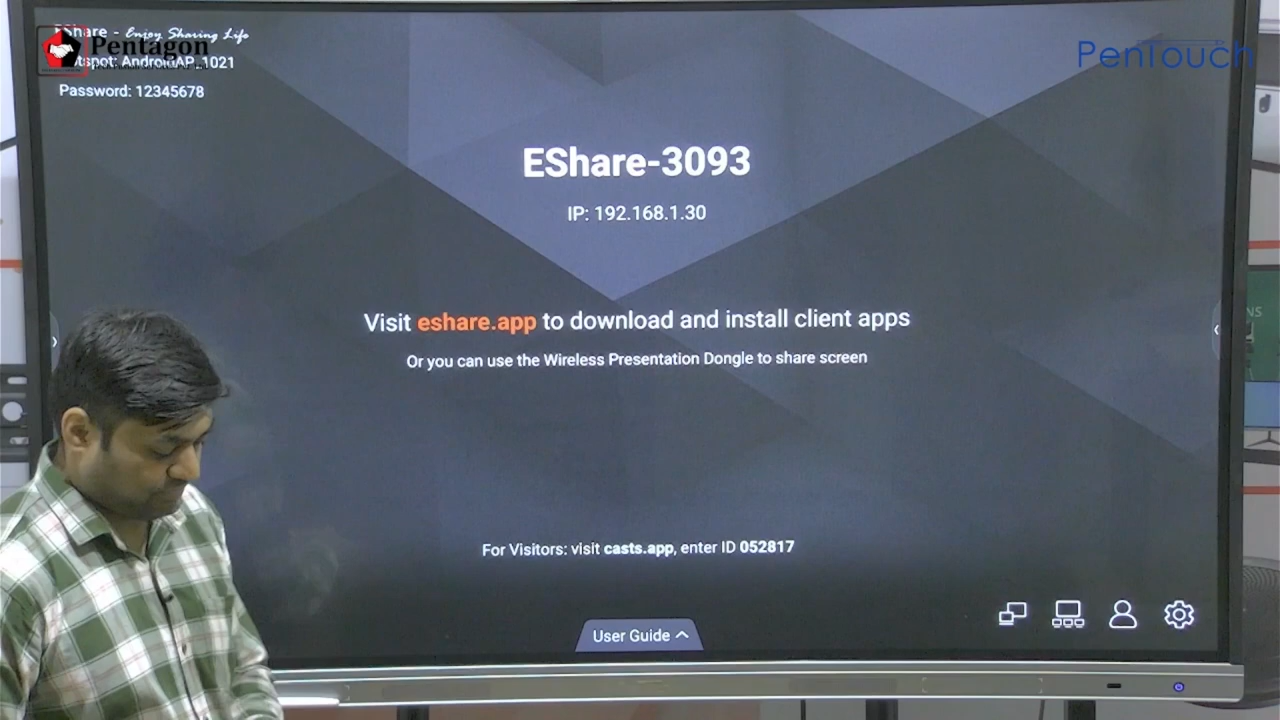 EShare - Enjoy Sharing Life
Pentagon
Hotspot: AndroidAP_1021
Password: 12345678
PenTouch
EShare-3093
IP: 192.168.1.30
Visit eshare.app to download and install client apps
Or you can use the Wireless Presentation Dongle to share screen
For Visitors: visit casts.app, enter ID 052817
User Guide